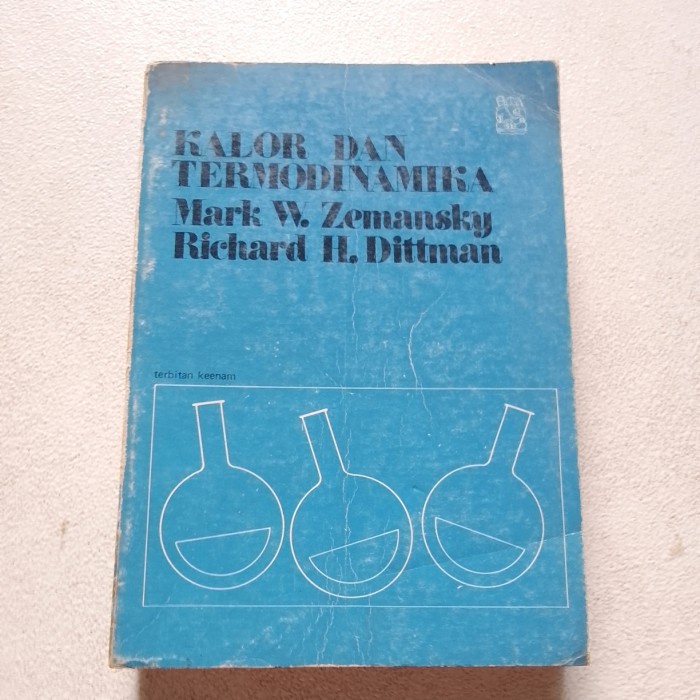 KALOR DAN
TERMODINAMIKA
Mark W. Zemansky
Richard H. Dittman
terbitan keenam